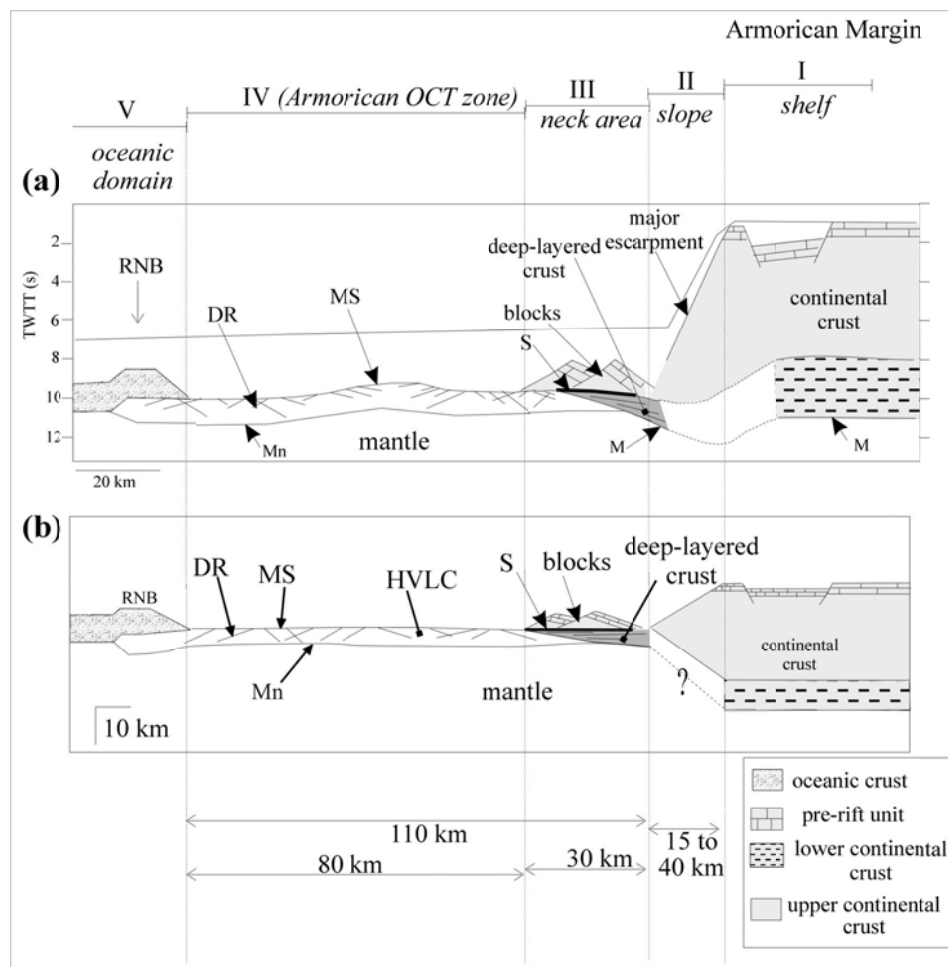 Armorican Margin
V
IV (Armorican OCT zone)
III
II
I
oceanic
domain
neck area
slope
shelf
(a)
TWTT (s)
2
4
6
8
10
12
RNB
DR
MS
Mn
mantle
S
blocks
deep-layered
crust
major
escarpment
continental
crust
M
M
20 km
(b)
RNB
DR
MS
HVLC
S
blocks
deep-layered
crust
Mn
mantle
?
continental
crust
10 km
110 km
15 to
40 km
80 km
30 km
oceanic crust
pre-rift unit
lower continental
crust
upper continental
crust